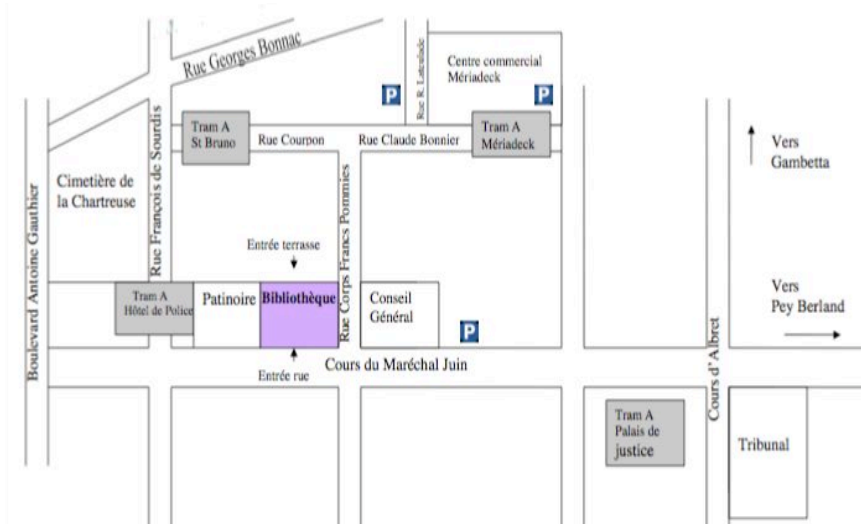 Rue Georges Bonnac
P
Rue R. Lateulade
Centre commercial
Mériadeck
P
Tram A
St Bruno
Rue Courpon
Rue Claude Bonnier
Tram A
Mériadeck
Vers
Gambetta
Boulevard Antoine Gauthier
Cimetière de
la Chartreuse
Rue François de Sourdis
Rue Corps Francs Pommies
Entrée terrasse
Tram A
Hôtel de Police
Patinoire
Bibliothèque
Conseil
Général
P
Vers
Pey Berland
Entrée rue
Cours du Maréchal Juin
Cours d'Albret
Tram A
Palais de
justice
Tribunal